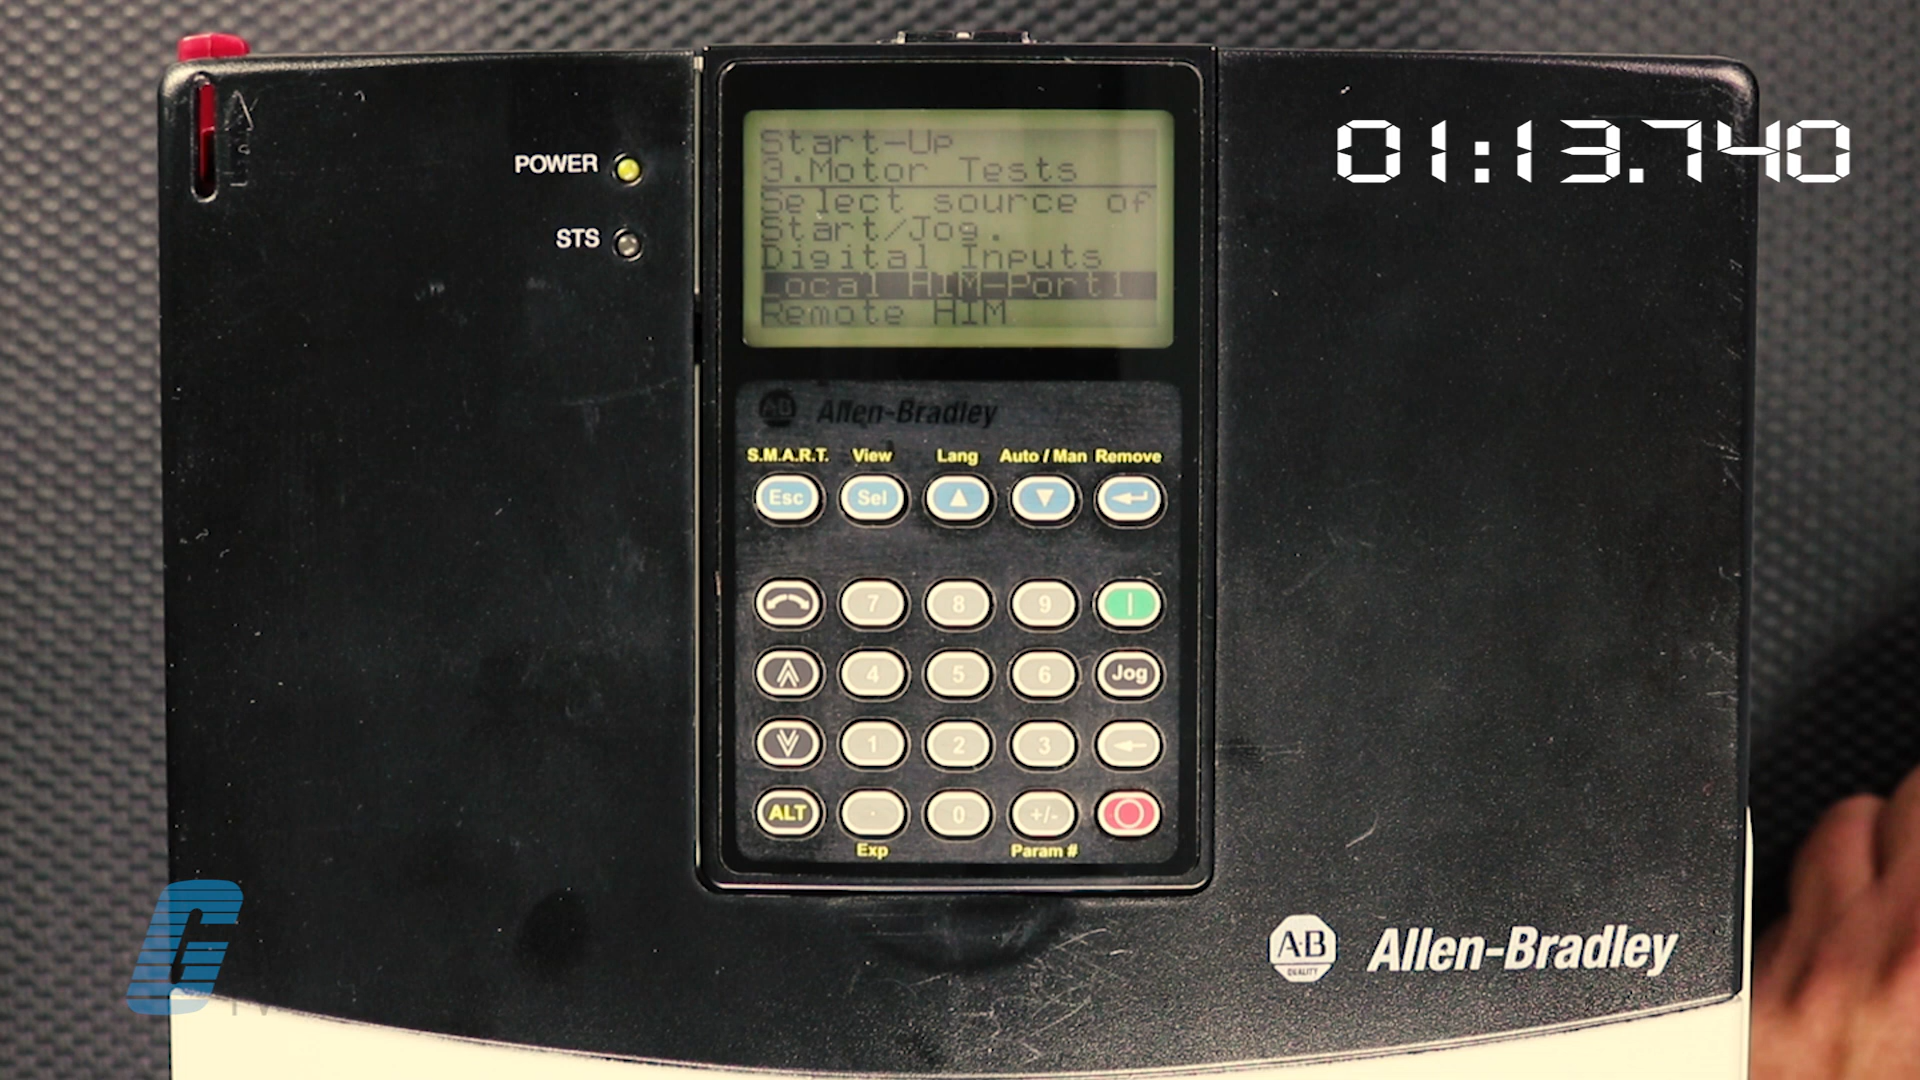 01:13.740
POWER
STS
Start-Up
3.Motor Tests
Select source of
Start/Jog.
Digital Inputs
Local HIM-Port1
Remote HIM
AB Allen-Bradley
S.M.A.R.T. View Lang Auto / Man Remove
Esc Sel
7 8 9
4 5 6 Jog
1 2 3
ALT . 0 +/-
Exp Param #
A·B QUALITY Allen-Bradley
G
TV